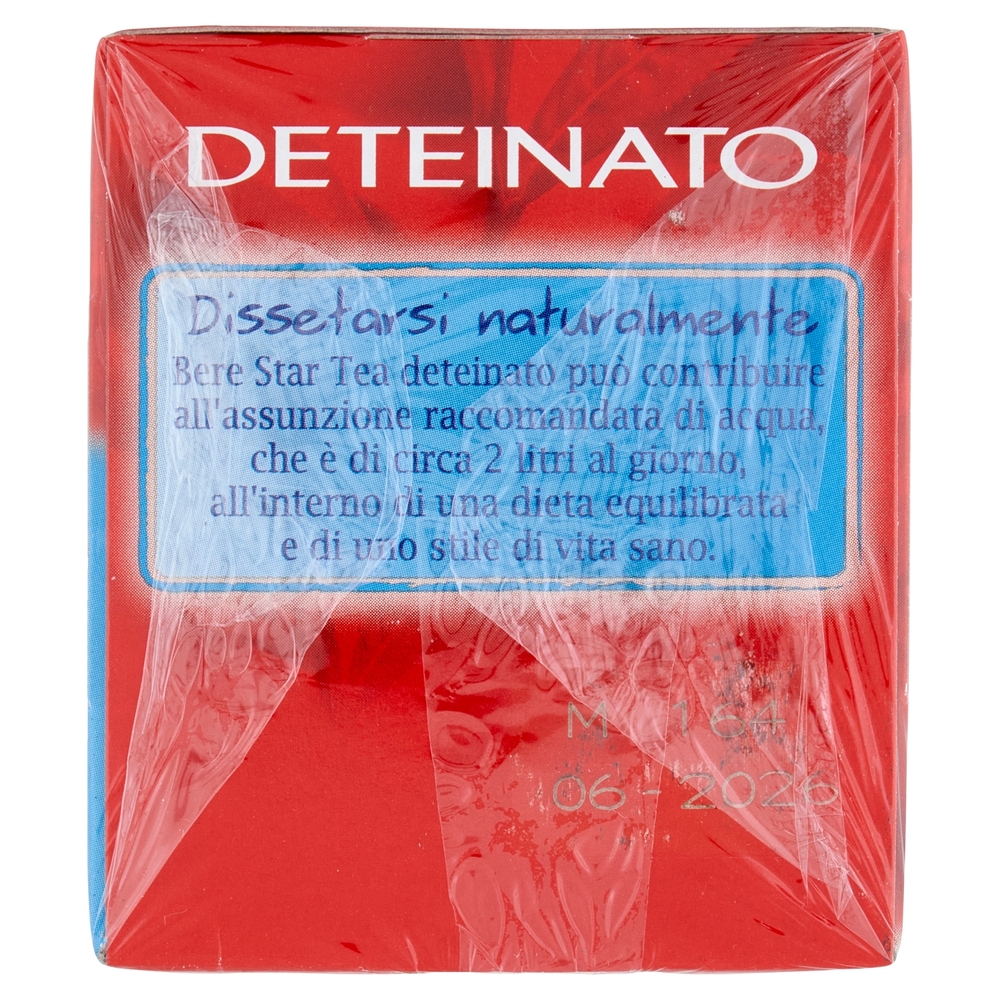 DETEINATO
Dissetarsi naturalmente
Bere Star Tea deteinato può contribuire
all'assunzione raccomandata di acqua,
che è di circa 2 litri al giorno,
all'interno di una dieta equilibrata
e di uno stile di vita sano.
M 164
06-2026